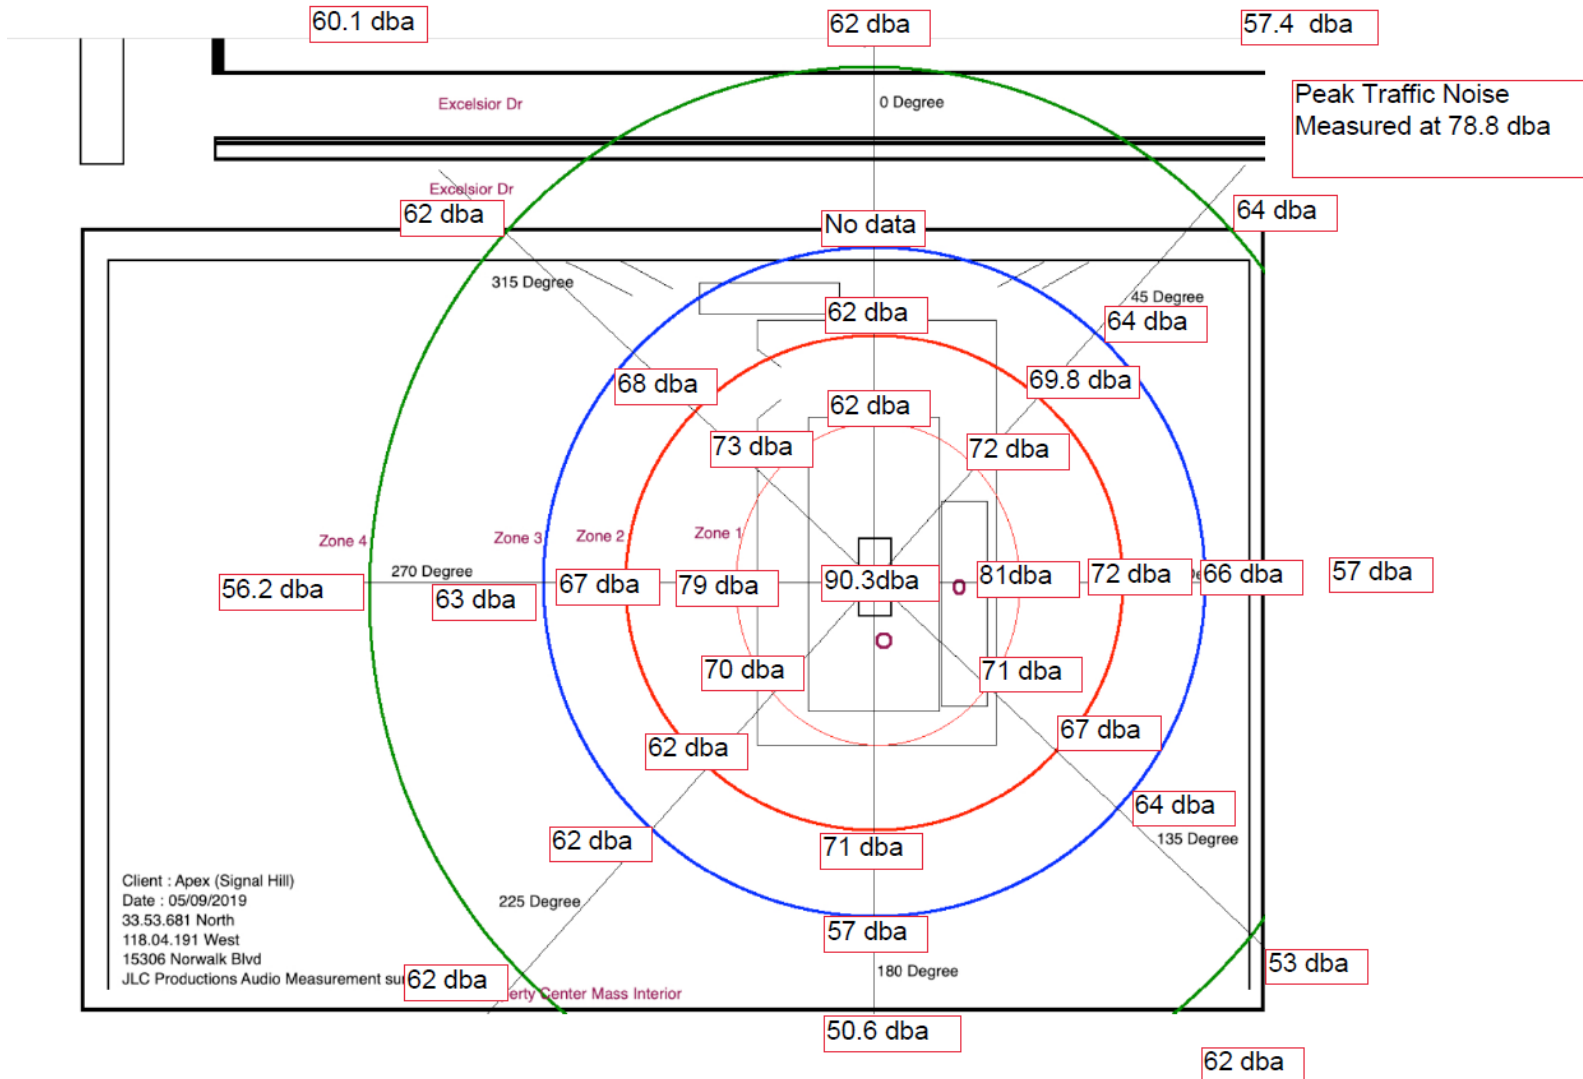 60.1 dba
62 dba
57.4 dba
Peak Traffic Noise
Measured at 78.8 dba
Excelsior Dr
0 Degree
Excelsior Dr
62 dba
No data
64 dba
315 Degree
45 Degree
62 dba
64 dba
68 dba
69.8 dba
62 dba
73 dba
72 dba
Zone 4
Zone 3
Zone 2
Zone 1
270 Degree
56.2 dba
63 dba
67 dba
79 dba
90.3dba
81dba
72 dba
66 dba
57 dba
70 dba
71 dba
62 dba
67 dba
62 dba
71 dba
64 dba
135 Degree
Client : Apex (Signal Hill)
Date : 05/09/2019
33.53.681 North
118.04.191 West
15306 Norwalk Blvd
JLC Productions Audio Measurement
225 Degree
57 dba
180 Degree
53 dba
62 dba
Center Mass Interior
50.6 dba
62 dba